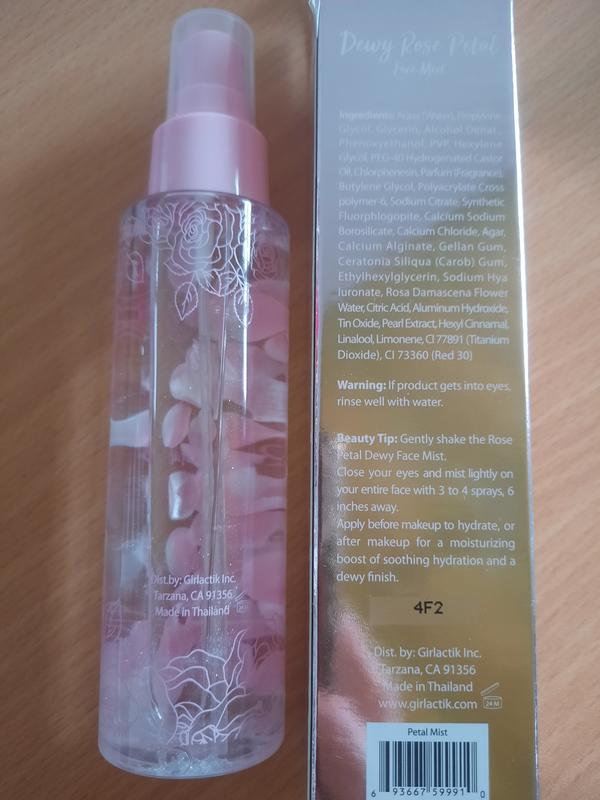 Dist.by: Girlactik Inc.
Tarzana, CA 91356
Made in Thailand
Dewy Rose Petal
Face Mist
Ingredients: Aqua (Water), Propylene
Glycol, Glycerin, Alcohol Denat.,
Phenoxyethanol, PVP, Hexylene
Glycol, PEG-40 Hydrogenated Castor
Oil, Chlorphenesin, Parfum (Fragrance),
Butylene Glycol, Polyacrylate Cross
polymer-6, Sodium Citrate, Synthetic
Fluorphlogopite, Calcium Sodium
Borosilicate, Calcium Chloride, Agar,
Calcium Alginate, Gellan Gum,
Ceratonia Siliqua (Carob) Gum,
Ethylhexylglycerin, Sodium Hya
luronate, Rosa Damascena Flower
Water, Citric Acid, Aluminum Hydroxide,
Tin Oxide, Pearl Extract, Hexyl Cinnamal,
Linalool, Limonene, CI 77891 (Titanium
Dioxide), CI 73360 (Red 30)
Warning: If product gets into eyes,
rinse well with water.
Beauty Tip: Gently shake the Rose
Petal Dewy Face Mist.
Close your eyes and mist lightly on
your entire face with 3 to 4 sprays, 6
inches away.
Apply before makeup to hydrate, or
after makeup for a moisturizing
boost of soothing hydration and a
dewy finish.
4F2
Dist. by: Girlactik Inc.
Tarzana, CA 91356
Made in Thailand
www.girlactik.com 24 M
Petal Mist
6 93667 59991 0